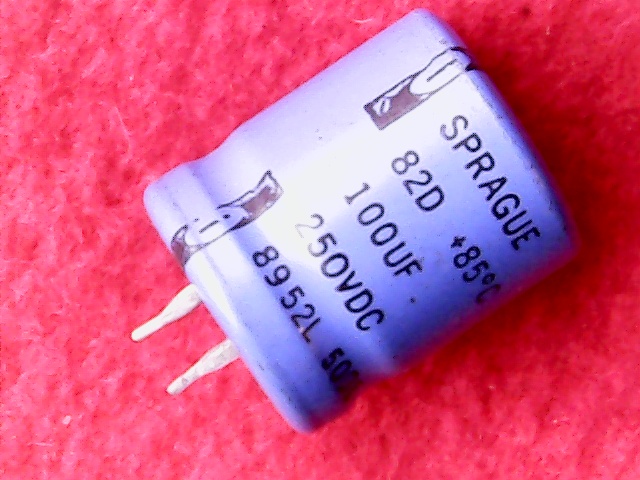 SPRAGUE
82D +85°C
100UF
250VDC
8952L